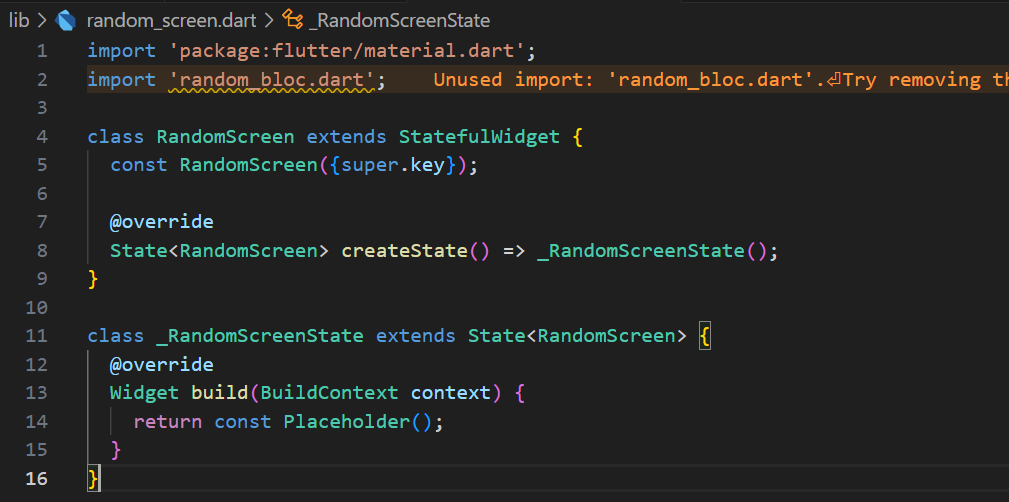 lib > random_screen.dart > _RandomScreenState
1 import 'package:flutter/material.dart';
2 import 'random_bloc.dart'; Unused import: 'random_bloc.dart'.⏎Try removing th
3
4 class RandomScreen extends StatefulWidget {
5 const RandomScreen({super.key});
6
7 @override
8 State<RandomScreen> createState() => _RandomScreenState();
9 }
10
11 class _RandomScreenState extends State<RandomScreen> {
12 @override
13 Widget build(BuildContext context) {
14 return const Placeholder();
15 }
16 }